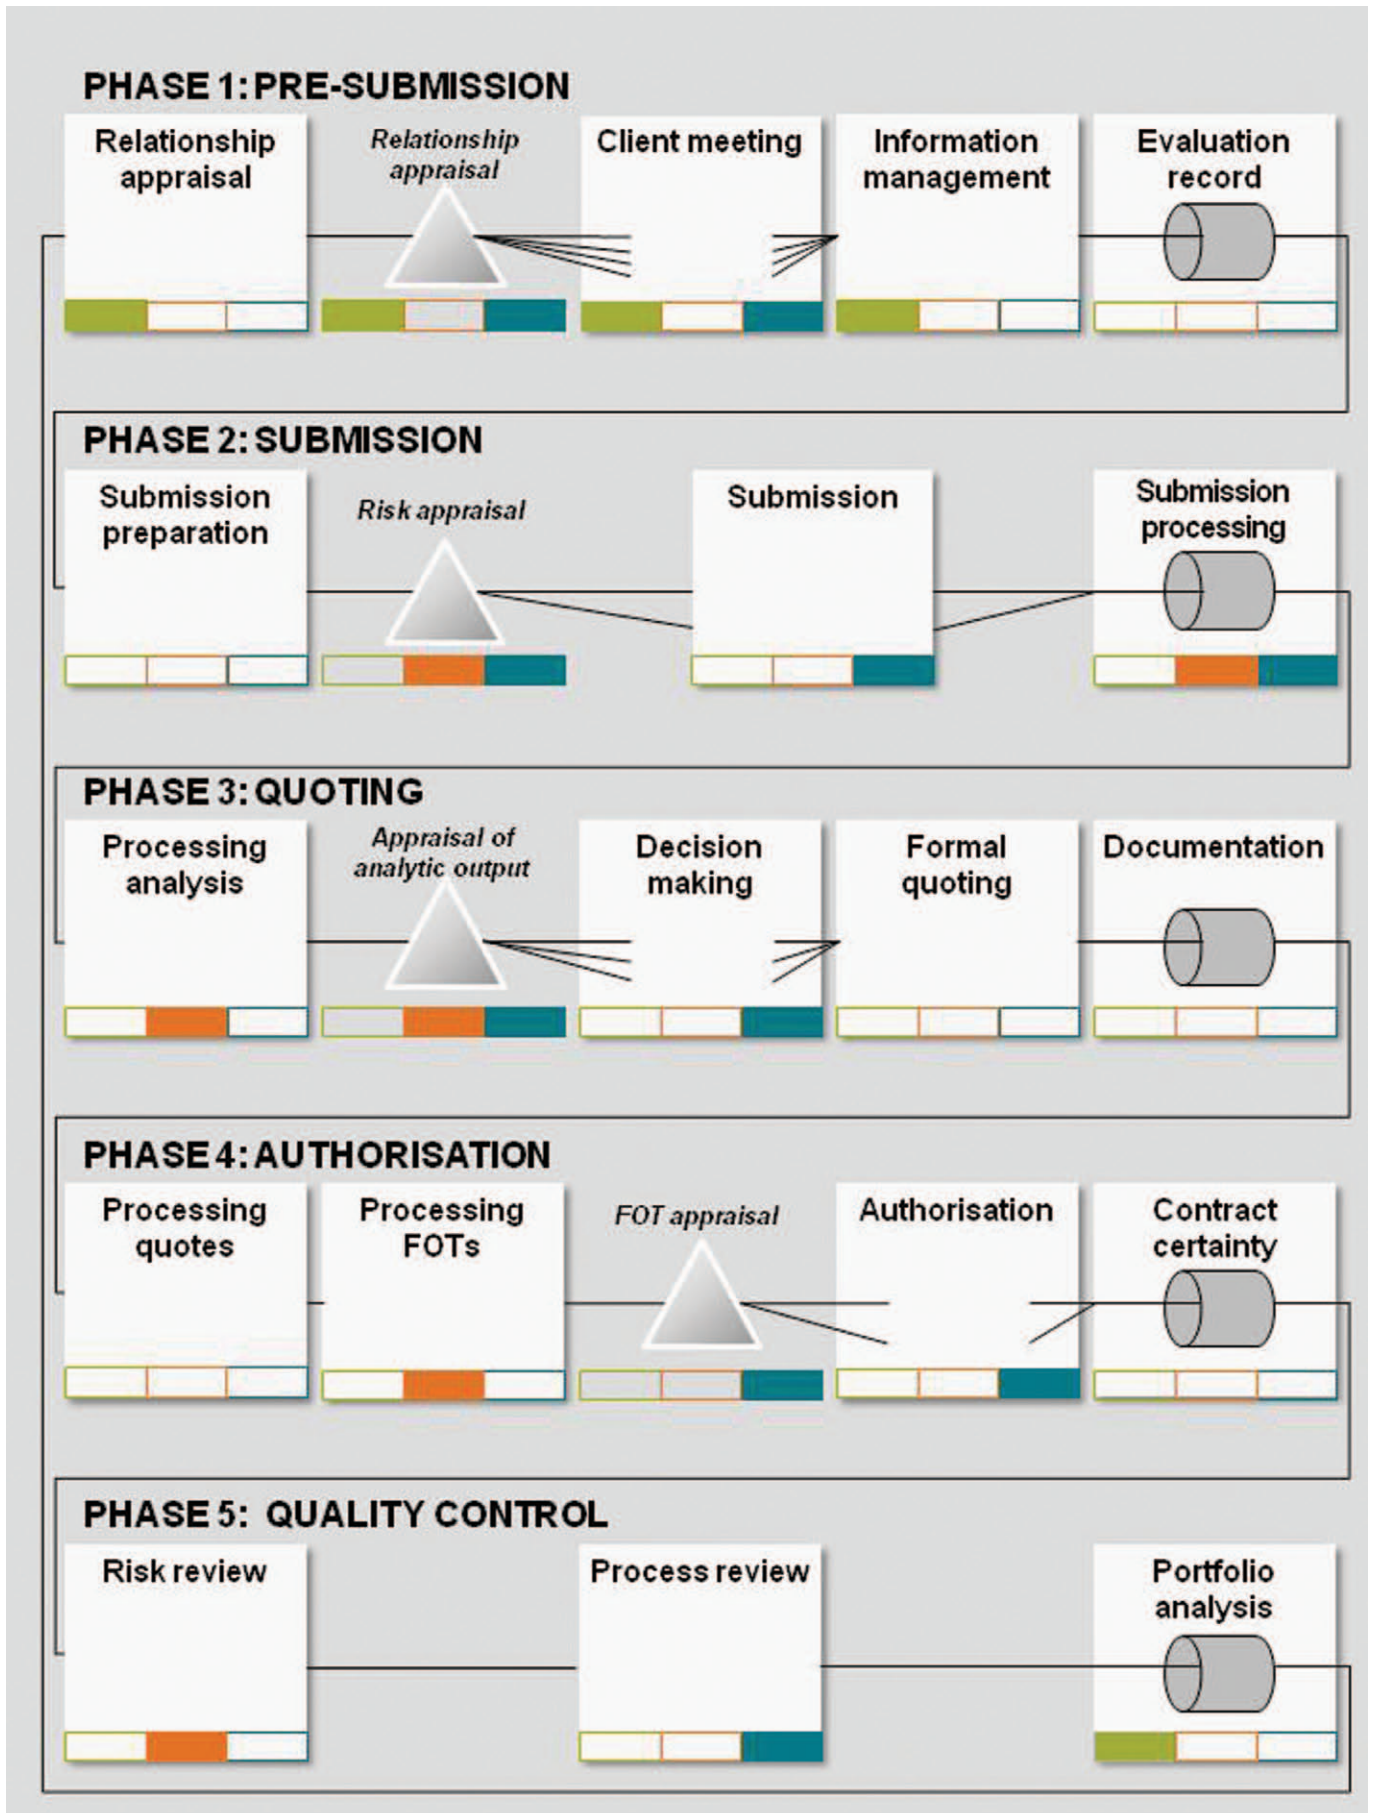 PHASE 1: PRE-SUBMISSION
Relationship
appraisal
Relationship
appraisal
Client meeting
Information
management
Evaluation
record
PHASE 2: SUBMISSION
Submission
preparation
Risk appraisal
Submission
Submission
processing
PHASE 3: QUOTING
Processing
analysis
Appraisal of
analytic output
Decision
making
Formal
quoting
Documentation
PHASE 4: AUTHORISATION
Processing
quotes
Processing
FOTs
FOT appraisal
Authorisation
Contract
certainty
PHASE 5: QUALITY CONTROL
Risk review
Process review
Portfolio
analysis